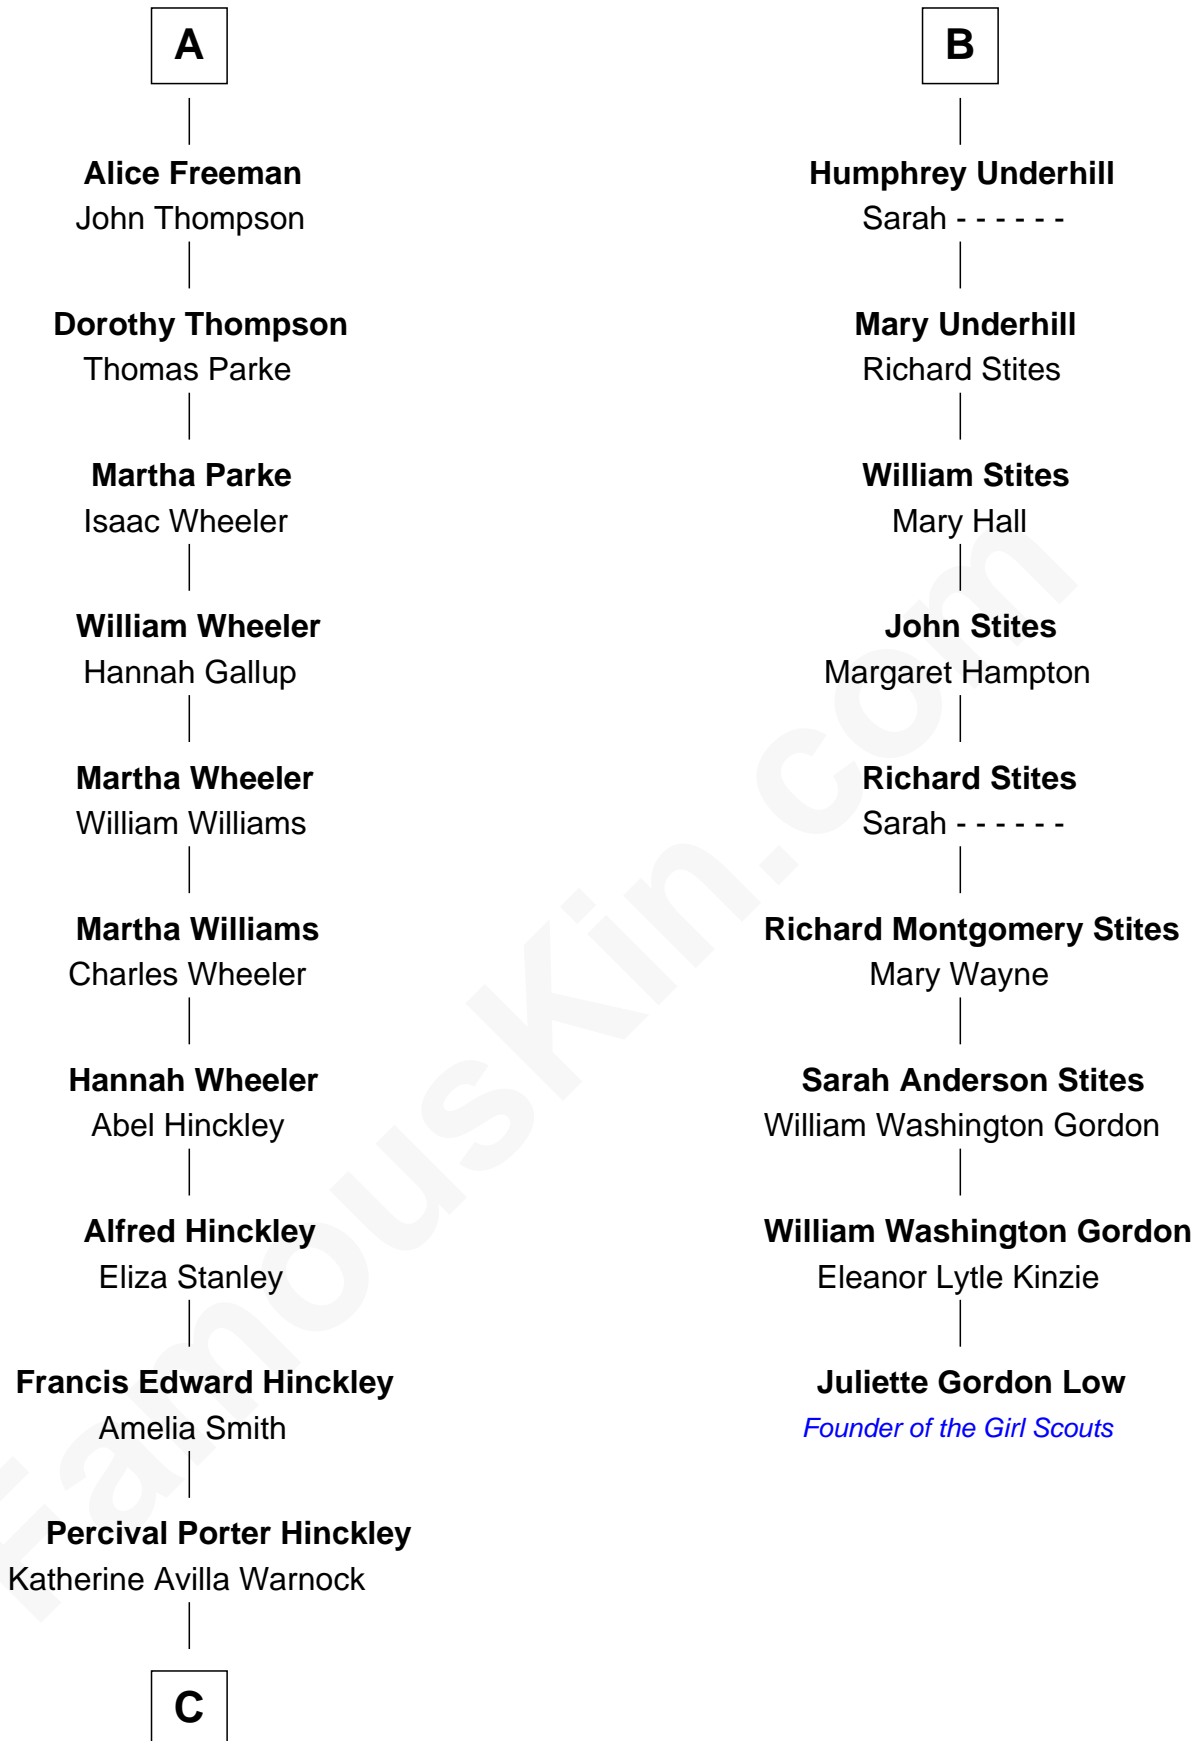 A
Alice Freeman
John Thompson
Dorothy Thompson
Thomas Parke
Martha Parke
Isaac Wheeler
William Wheeler
Hannah Gallup
Martha Wheeler
William Williams
Martha Williams
Charles Wheeler
Hannah Wheeler
Abel Hinckley
Alfred Hinckley
Eliza Stanley
Francis Edward Hinckley
Amelia Smith
Percival Porter Hinckley
Katherine Avilla Warnock
C
B
Humphrey Underhill
Sarah - - - - - -
Mary Underhill
Richard Stites
William Stites
Mary Hall
John Stites
Margaret Hampton
Richard Stites
Sarah - - - - - -
Richard Montgomery Stites
Mary Wayne
Sarah Anderson Stites
William Washington Gordon
William Washington Gordon
Eleanor Lytle Kinzie
Juliette Gordon Low
Founder of the Girl Scouts
FamousKin.com